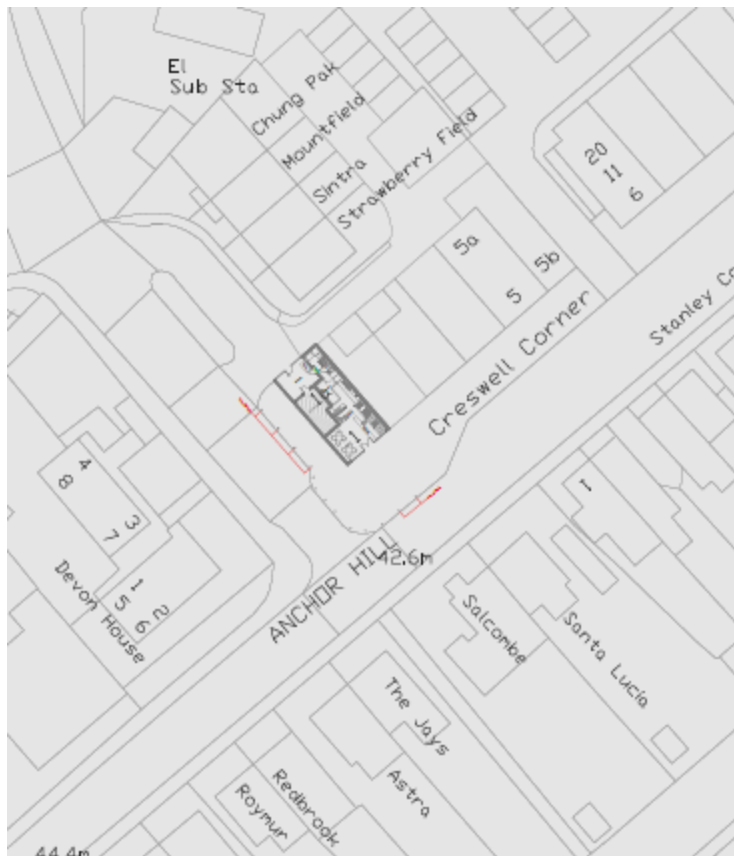 El
Sub Sta
Chung Pak
Mountfield
Sintra
Strawberry Field
20
11
6
5a
5b
5
Stanley Co
Creswell Corner
4
8
3
7
1
2
5
6
Devon House
1
42.6m
ANCHOR HILL
Salcombe
Santa Lucia
The Jays
Astra
Redbrook
Roymur
44.4m